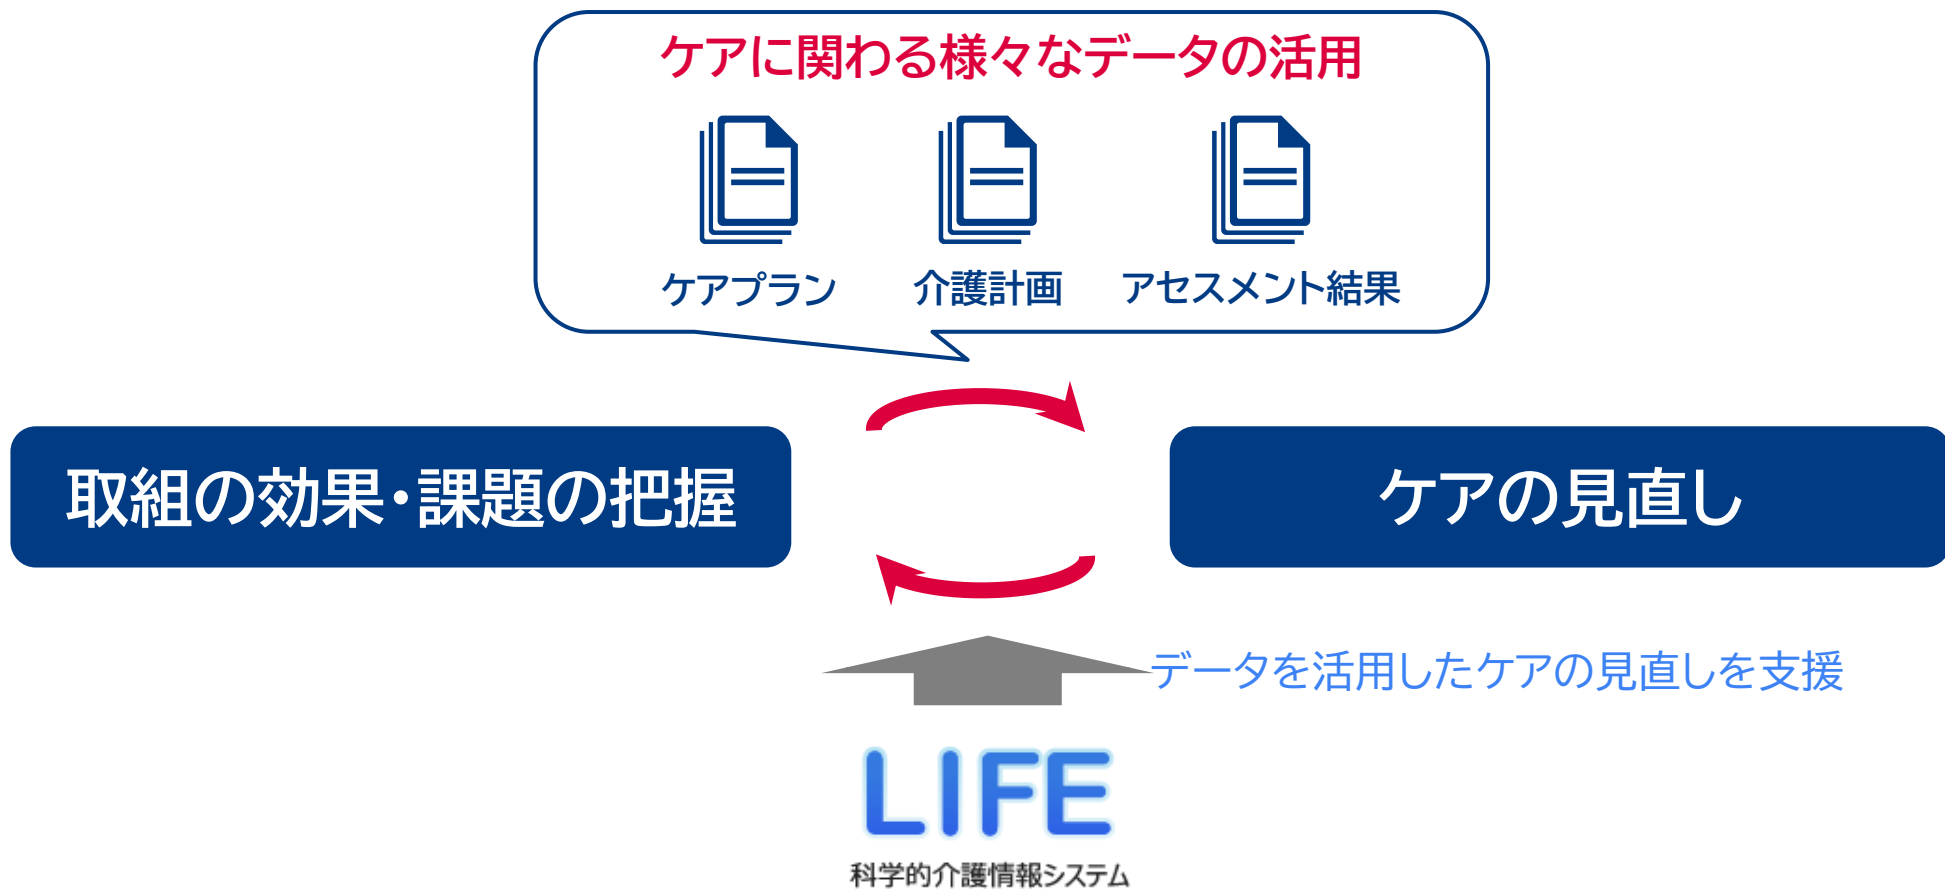 ケアに関わる様々なデータの活用
ケアプラン 介護計画 アセスメント結果
取組の効果・課題の把握
ケアの見直し
データを活用したケアの見直しを支援
LIFE
科学的介護情報システム